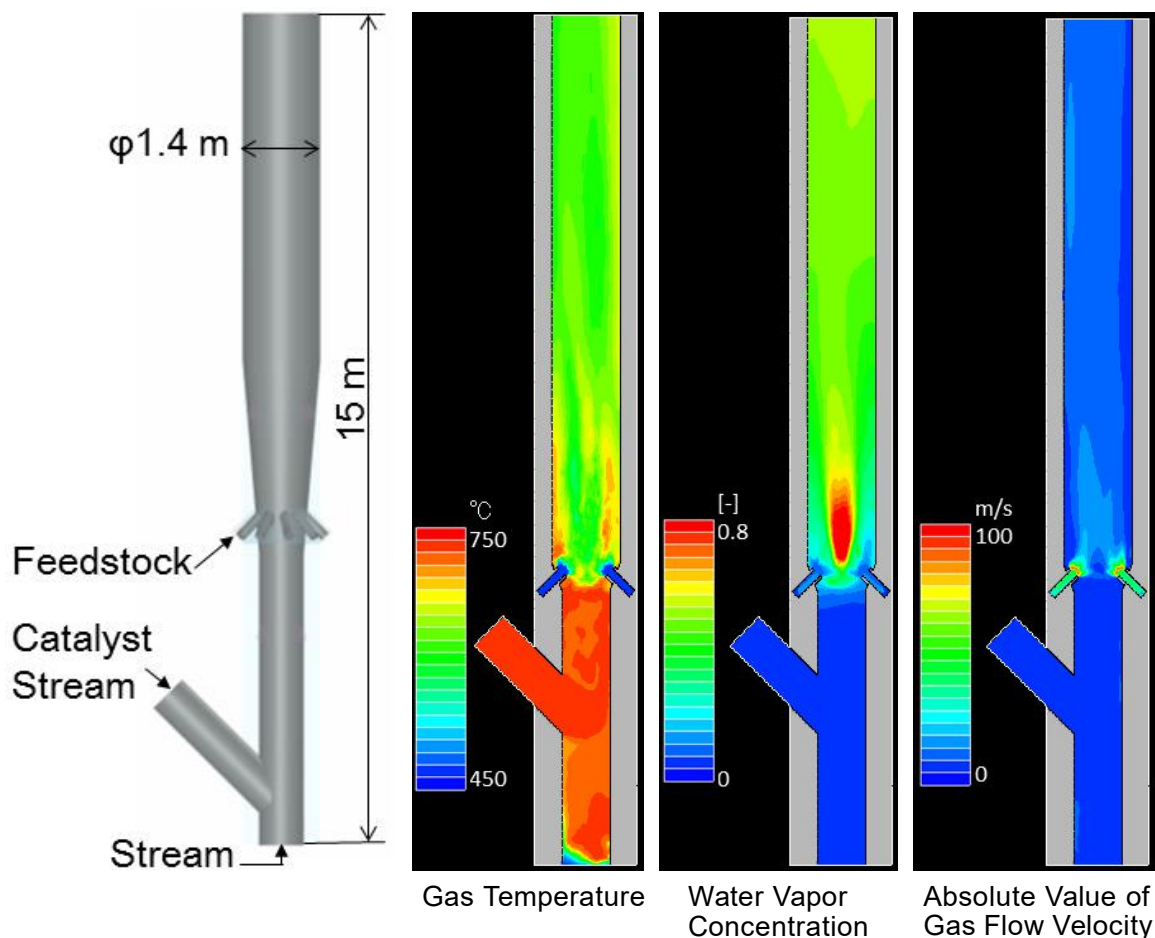 φ1.4 m
15 m
Feedstock
Catalyst
Stream
Stream
°C
750
450
Gas Temperature
[-]
0.8
0
Water Vapor
Concentration
m/s
100
0
Absolute Value of
Gas Flow Velocity